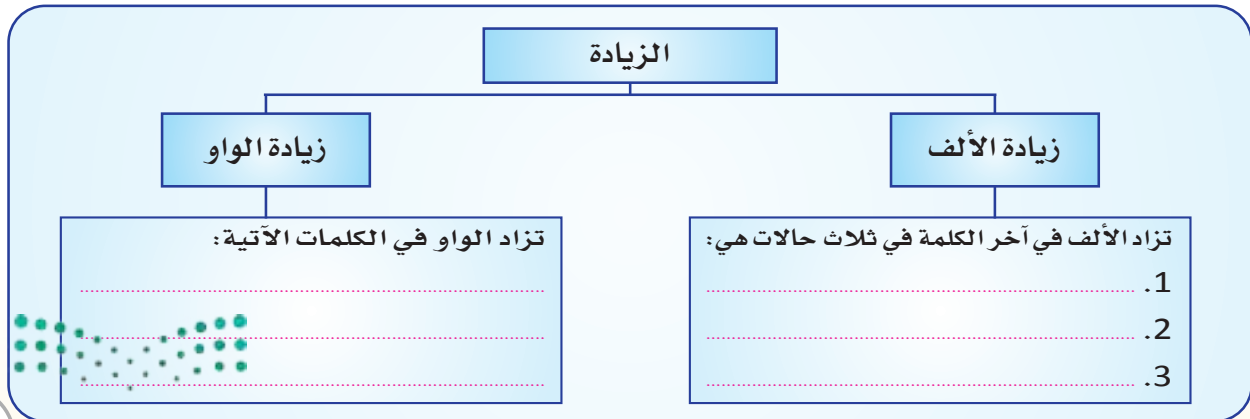 الزيادة
زيادة الألف
تزاد الألف في آخر الكلمة في ثلاث حالات هي:
1.
2.
3.
زيادة الواو
تزاد الواو في الكلمات الآتية: